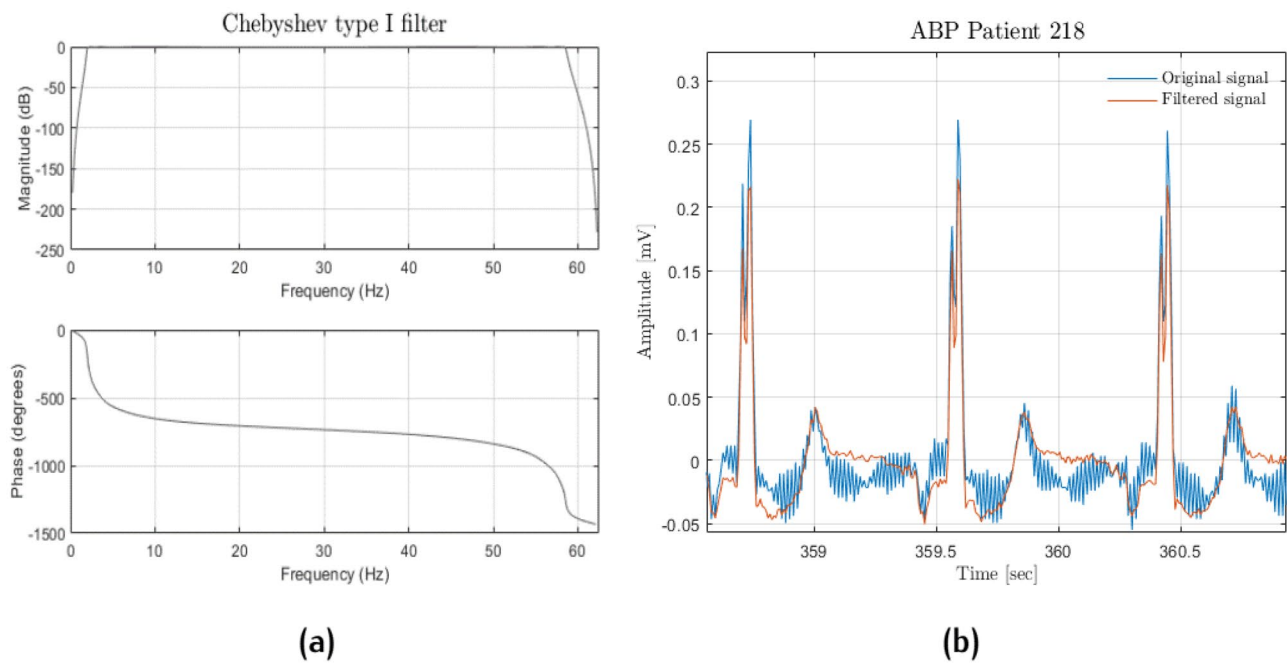 Chebyshev type I filter
0
-50
-100
-150
-200
-250
Magnitude (dB)
0 10 20 30 40 50 60
Frequency (Hz)
0
-500
-1000
-1500
Phase (degrees)
0 10 20 30 40 50 60
Frequency (Hz)
(a)
ABP Patient 218
Original signal
Filtered signal
0.3
0.25
0.2
0.15
0.1
0.05
0
-0.05
Amplitude [mV]
359 359.5 360 360.5
Time [sec]
(b)